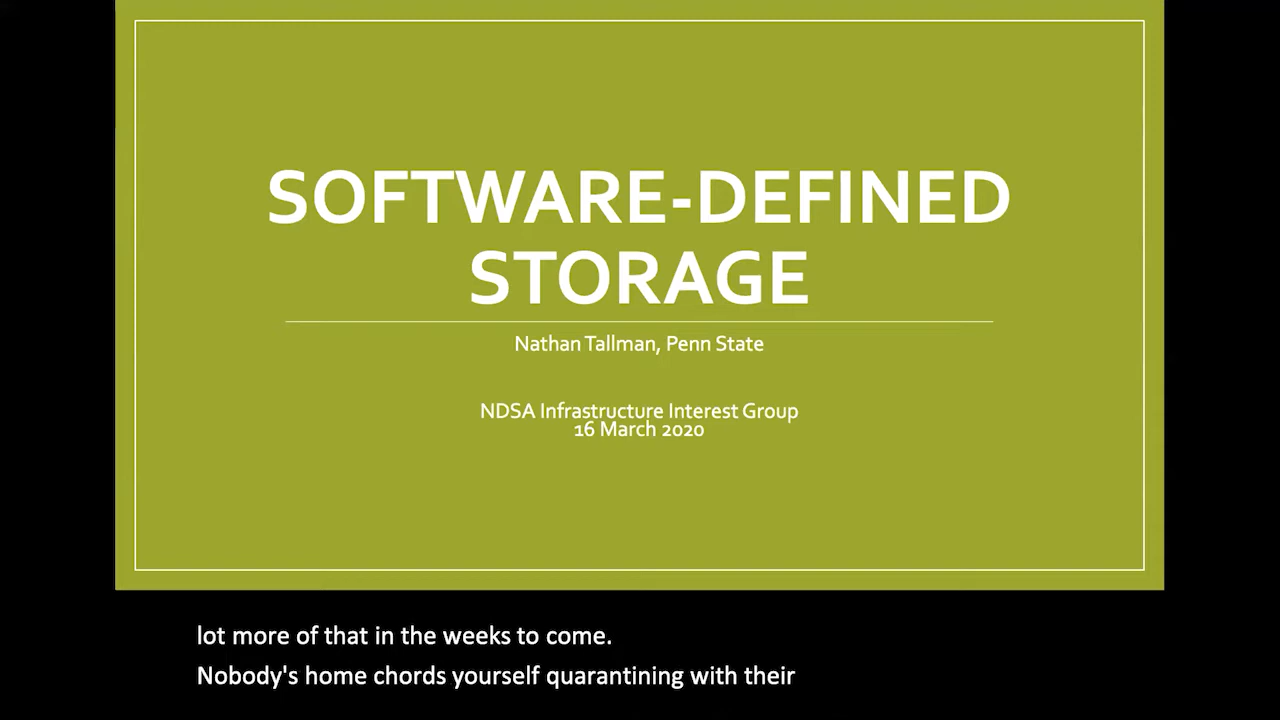 SOFTWARE-DEFINED
STORAGE
Nathan Tallman, Penn State
NDSA Infrastructure Interest Group
16 March 2020
lot more of that in the weeks to come.
Nobody's home chords yourself quarantining with their